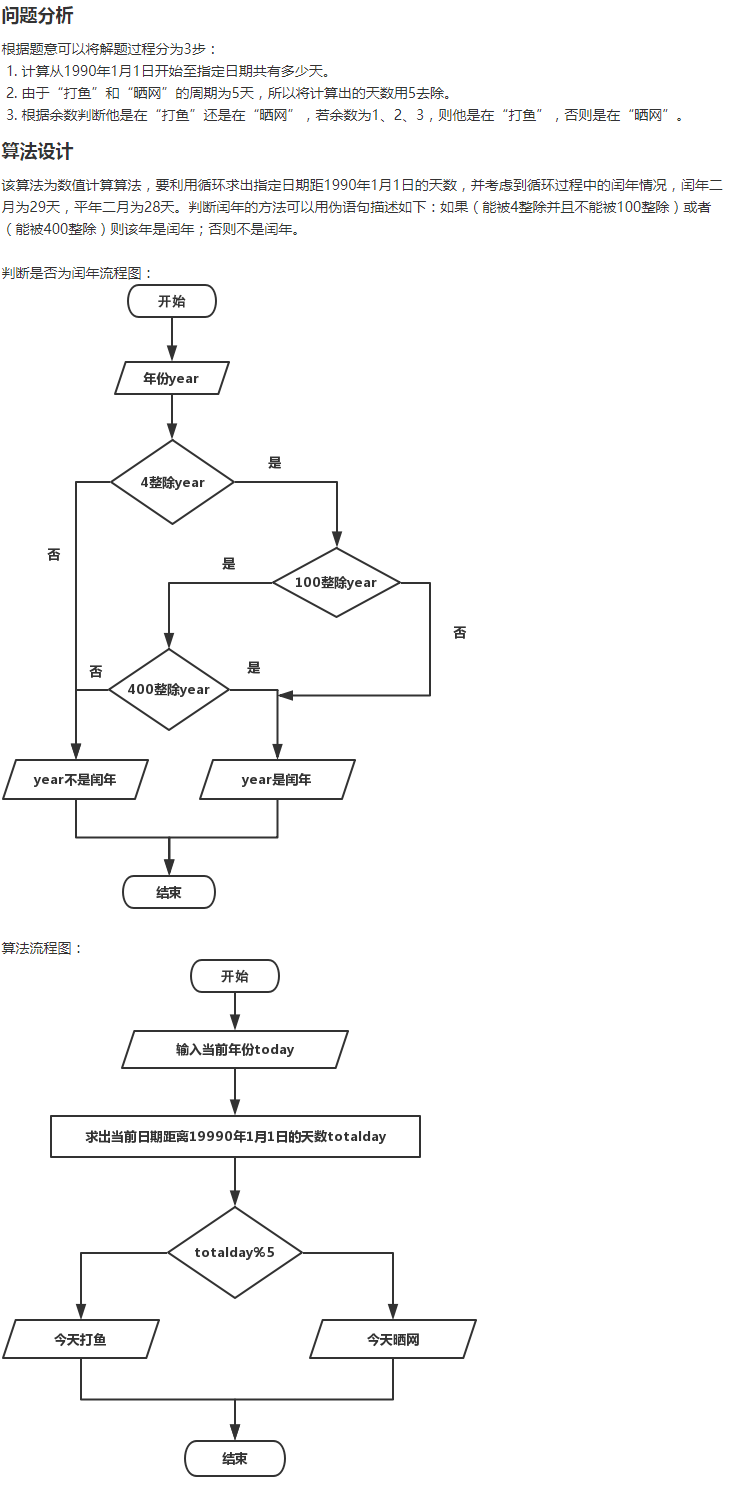 问题分析
根据题意可以将解题过程分为3步：
1. 计算从1990年1月1日开始至指定日期共有多少天。
2. 由于“打鱼”和“晒网”的周期为5天，所以将计算出的天数用5去除。
3. 根据余数判断他是在“打鱼”还是在“晒网”，若余数为1、2、3，则他是在“打鱼”，否则是在“晒网”。
算法设计
该算法为数值计算算法，要利用循环求出指定日期距1990年1月1日的天数，并考虑到循环过程中的闰年情况，闰年二
月为29天，平年二月为28天。判断闰年的方法可以用伪语句描述如下：如果（能被4整除并且不能被100整除）或者
（能被400整除）则该年是闰年；否则不是闰年。
判断是否为闰年流程图：
开始
年份year
4整除year
是
否
是
100整除year
否
否
400整除year
是
year不是闰年
year是闰年
结束
算法流程图：
开始
输入当前年份today
求出当前日期距离19990年1月1日的天数totalday
totalday%5
今天打鱼
今天晒网
结束